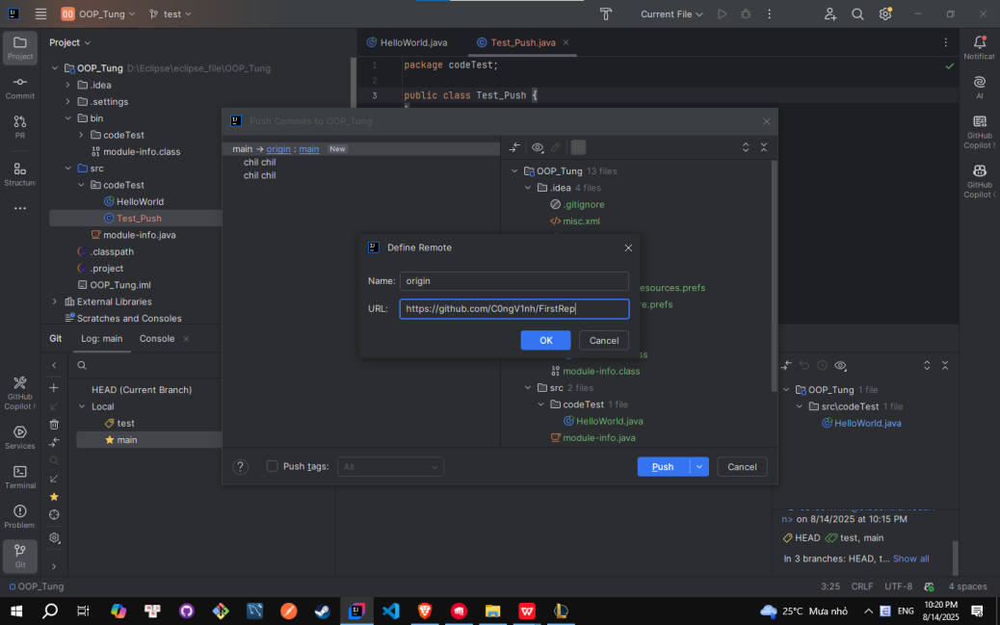 OO OOP_Tung test Current File
Project
HelloWorld.java Test_Push.java
Project
OOP_Tung D:\Eclipse\eclipse_file\OOP_Tung
.idea
.settings
bin
codeTest
module-info.class
src
codeTest
HelloWorld
Test_Push
module-info.java
.classpath
.project
OOP_Tung.iml
External Libraries
Scratches and Consoles
Commit
PR
Structure
1 package codeTest;
2
3 public class Test_Push {
Notificat
AI
GitHub
Copilot
GitHub
Copilot
Push Commits to OOP_Tung
main → origin : main New
chil chil
chil chil
OOP_Tung 13 files
.idea 4 files
.gitignore
misc.xml
esources.prefs
re.prefs
ss
module-info.class
src 2 files
codeTest 1 file
HelloWorld.java
module-info.java
Define Remote
Name: origin
URL: https://github.com/C0ngV1nh/FirstRep
OK Cancel
? Push tags: All
Push Cancel
Git Log: main Console
HEAD (Current Branch)
Local
test
main
GitHub
Copilot
Services
Terminal
Problem
Git
OOP_Tung 1 file
src\codeTest 1 file
HelloWorld.java
n> on 8/14/2025 at 10:15 PM
HEAD test, main
In 3 branches: HEAD, t... Show all
OOP_Tung 3:25 CRLF UTF-8 4 spaces
25°C Mưa nhỏ ENG 10:20 PM
8/14/2025